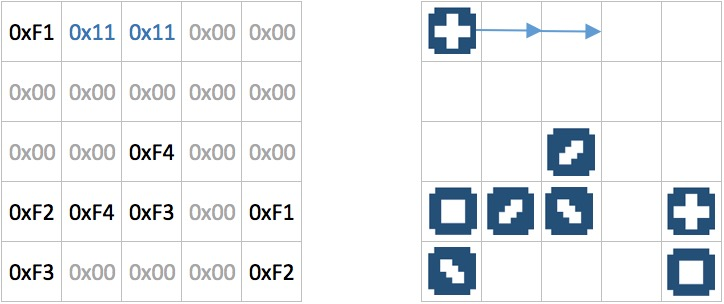 0xF1 0x11 0x11 0x00 0x00
0x00 0x00 0x00 0x00 0x00
0x00 0x00 0xF4 0x00 0x00
0xF2 0xF4 0xF3 0x00 0xF1
0xF3 0x00 0x00 0x00 0xF2